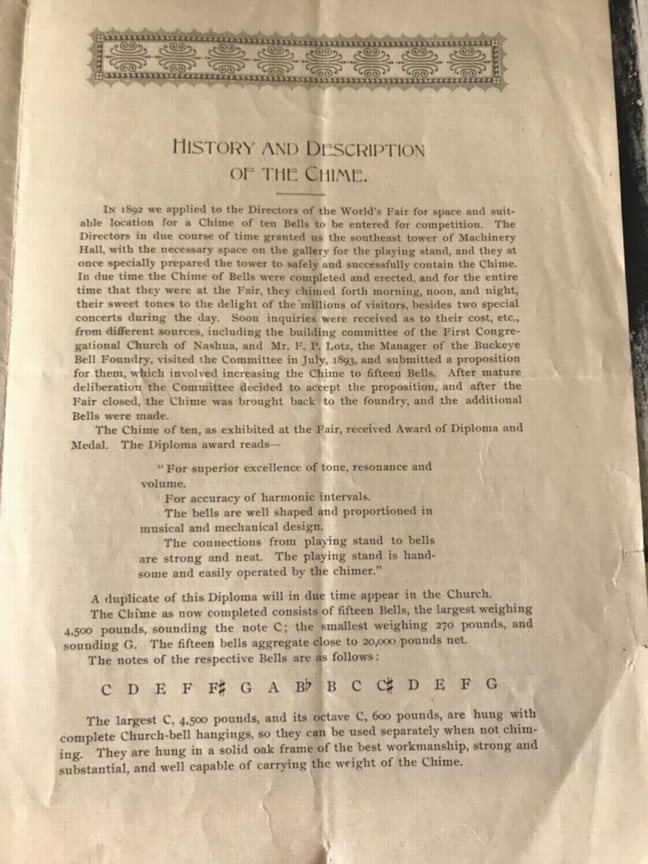 HISTORY AND DESCRIPTION
OF THE CHIME.
IN 1892 we applied to the Directors of the World's Fair for space and suit-
able location for a Chime of ten Bells to be entered for competition. The
Directors in due course of time granted us the southeast tower of Machinery
Hall, with the necessary space on the gallery for the playing stand, and they at
once specially prepared the tower to safely and successfully contain the Chime.
In due time the Chime of Bells were completed and erected, and for the entire
time that they were at the Fair, they chimed forth morning, noon, and night,
their sweet tones to the delight of the millions of visitors, besides two special
concerts during the day. Soon inquiries were received as to their cost, etc.,
from different sources, including the building committee of the First Congre-
gational Church of Nashua, and Mr. F. P. Lotz, the Manager of the Buckeye
Bell Foundry, visited the Committee in July, 1893, and submitted a proposition
for them, which involved increasing the Chime to fifteen Bells. After mature
deliberation the Committee decided to accept the proposition, and after the
Fair closed, the Chime was brought back to the foundry, and the additional
Bells were made.
The Chime of ten, as exhibited at the Fair, received Award of Diploma and
Medal. The Diploma award reads—
"For superior excellence of tone, resonance and
volume.
For accuracy of harmonic intervals.
The bells are well shaped and proportioned in
musical and mechanical design.
The connections from playing stand to bells
are strong and neat. The playing stand is hand-
some and easily operated by the chimer."
A duplicate of this Diploma will in due time appear in the Church.
The Chime as now completed consists of fifteen Bells, the largest weighing
4,500 pounds, sounding the note C; the smallest weighing 270 pounds, and
sounding G. The fifteen bells aggregate close to 20,000 pounds net.
The notes of the respective Bells are as follows:
C D E F F♯ G A B♭ B C C♯ D E F G
The largest C, 4,500 pounds, and its octave C, 600 pounds, are hung with
complete Church-bell hangings, so they can be used separately when not chim-
ing. They are hung in a solid oak frame of the best workmanship, strong and
substantial, and well capable of carrying the weight of the Chime.